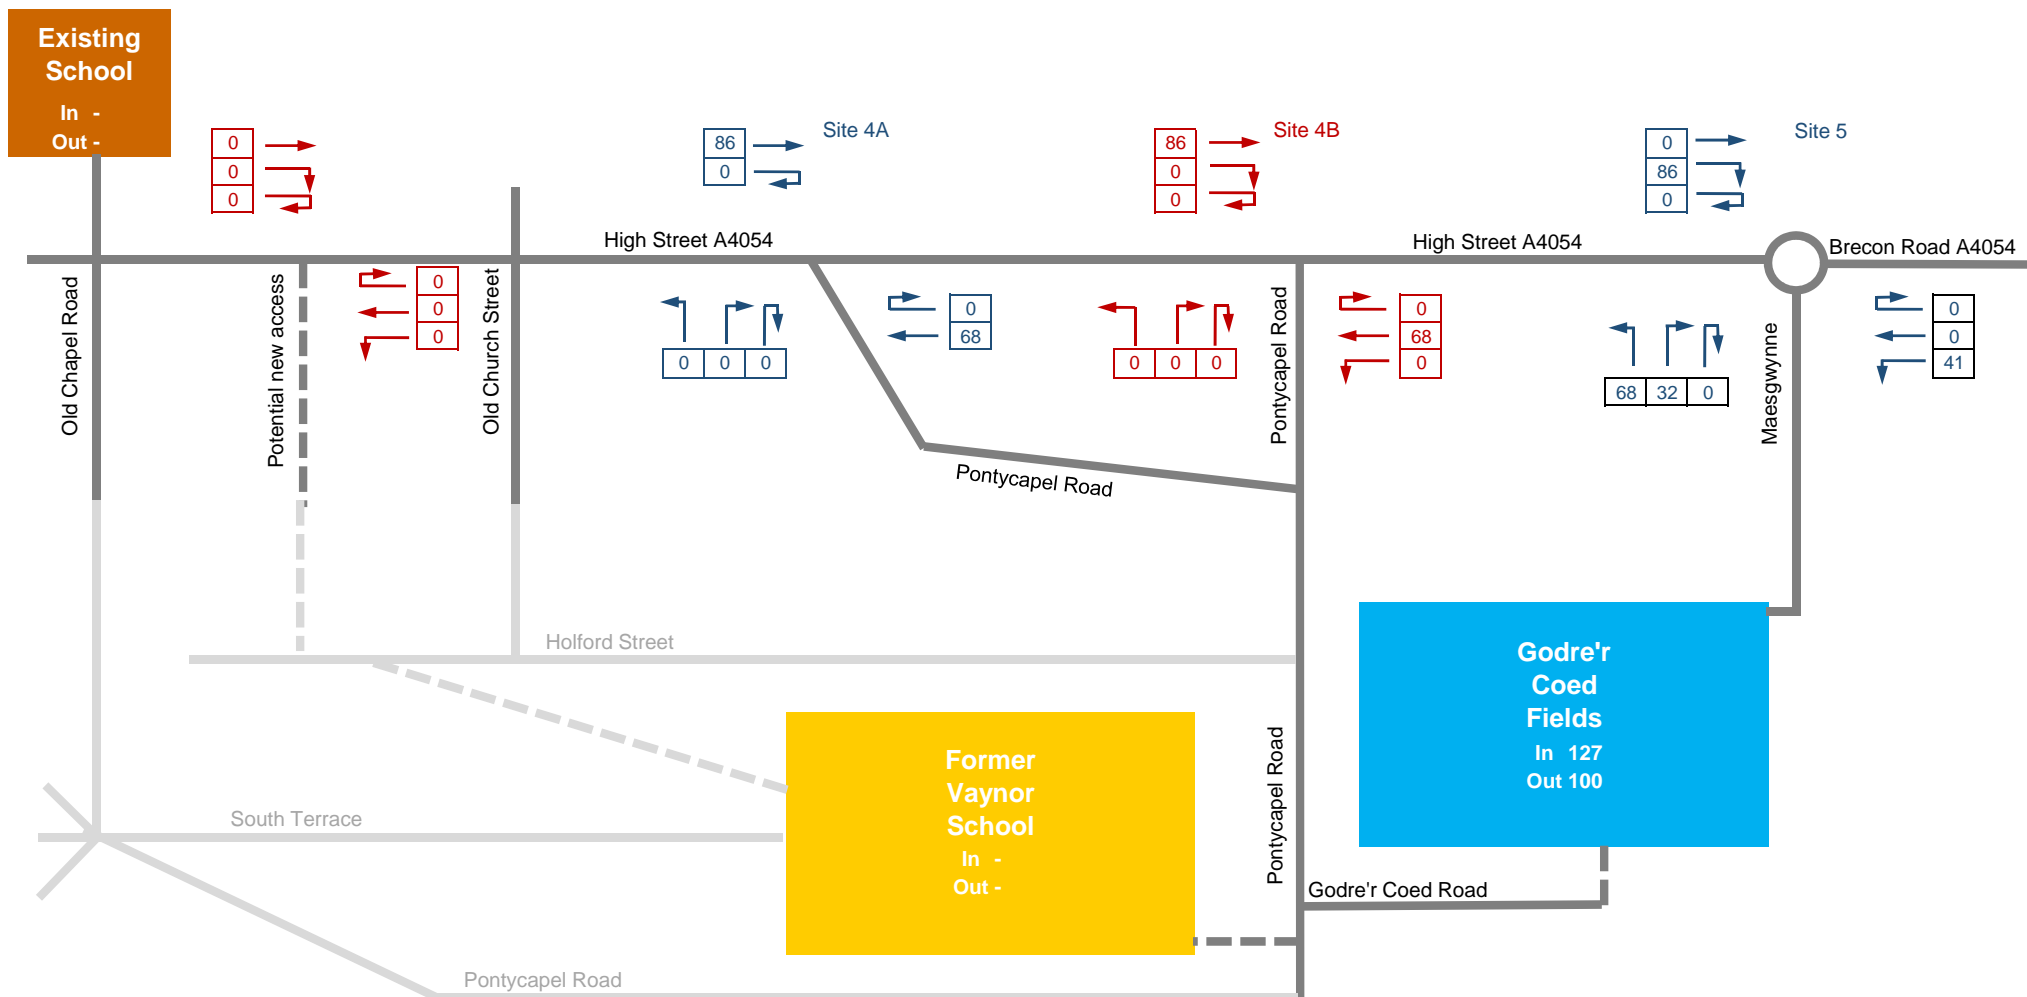 Existing
School
In -
Out -
0
0
0
86
0
Site 4A
86
0
0
Site 4B
0
86
0
Site 5
High Street A4054
High Street A4054
Brecon Road A4054
Old Chapel Road
Potential new access
0
0
0
Old Church Street
0 0 0
0
68
0 0 0
Pontycapel Road
0
68
0
68 32 0
Maesgwynne
0
0
41
Pontycapel Road
Holford Street
Godre'r
Coed
Fields
In 127
Out 100
South Terrace
Former
Vaynor
School
In -
Out -
Pontycapel Road
Godre'r Coed Road
Pontycapel Road